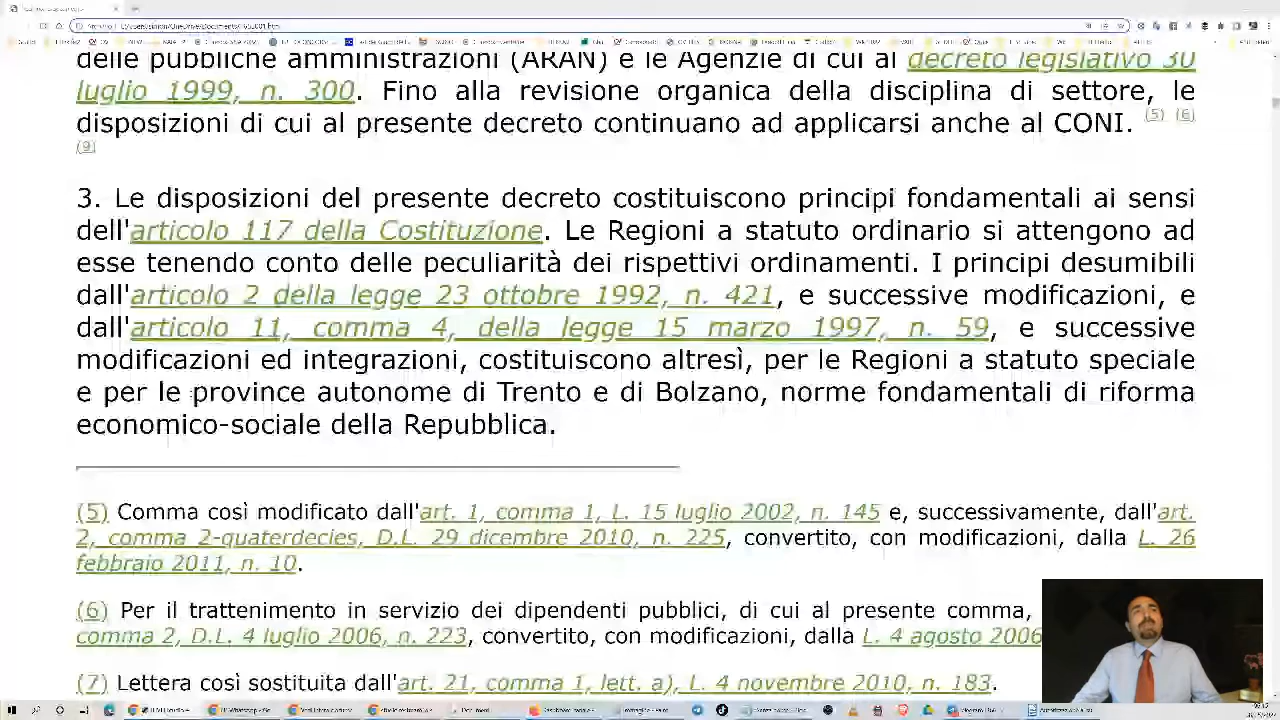 delle pubbliche amministrazioni (ARAN) e le Agenzie di cui al decreto legislativo 30
luglio 1999, n. 300. Fino alla revisione organica della disciplina di settore, le
disposizioni di cui al presente decreto continuano ad applicarsi anche al CONI. (5) (6)
(9)
3. Le disposizioni del presente decreto costituiscono principi fondamentali ai sensi
dell'articolo 117 della Costituzione. Le Regioni a statuto ordinario si attengono ad
esse tenendo conto delle peculiarità dei rispettivi ordinamenti. I principi desumibili
dall'articolo 2 della legge 23 ottobre 1992, n. 421, e successive modificazioni, e
dall'articolo 11, comma 4, della legge 15 marzo 1997, n. 59, e successive
modificazioni ed integrazioni, costituiscono altresì, per le Regioni a statuto speciale
e per le province autonome di Trento e di Bolzano, norme fondamentali di riforma
economico-sociale della Repubblica.
(5) Comma così modificato dall'art. 1, comma 1, L. 15 luglio 2002, n. 145 e, successivamente, dall'art.
2, comma 2-quaterdecies, D.L. 29 dicembre 2010, n. 225, convertito, con modificazioni, dalla L. 26
febbraio 2011, n. 10.
(6) Per il trattenimento in servizio dei dipendenti pubblici, di cui al presente comma,
comma 2, D.L. 4 luglio 2006, n. 223, convertito, con modificazioni, dalla L. 4 agosto 2006
(7) Lettera così sostituita dall'art. 21, comma 1, lett. a), L. 4 novembre 2010, n. 183.